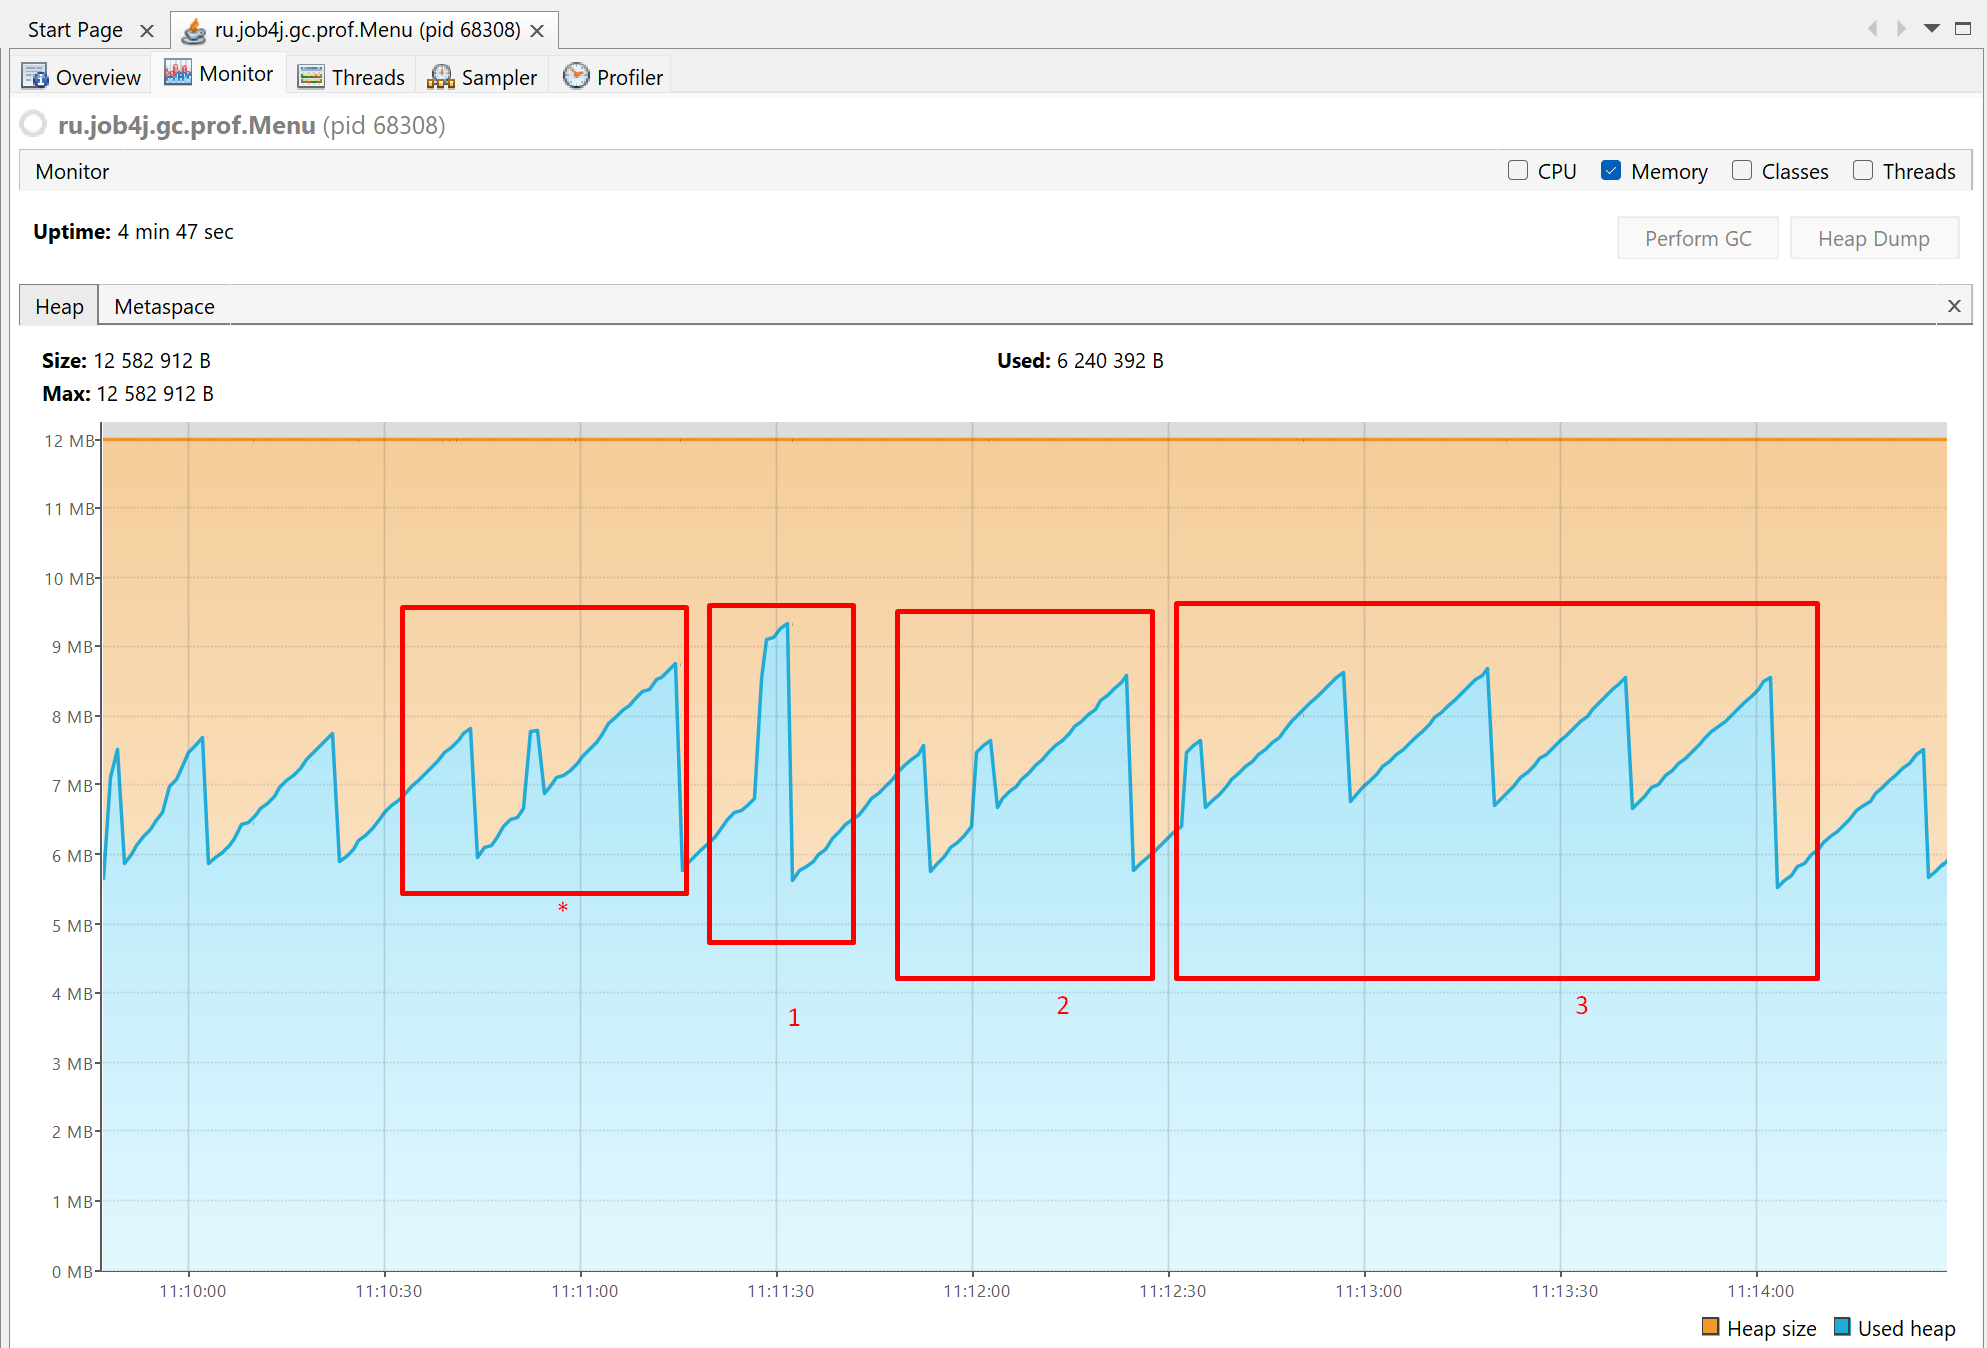 Start Page
ru.job4j.gc.prof.Menu (pid 68308)
Overview Monitor Threads Sampler Profiler
ru.job4j.gc.prof.Menu (pid 68308)
Monitor CPU Memory Classes Threads
Uptime: 4 min 47 sec
Perform GC Heap Dump
Heap Metaspace
Size: 12 582 912 B Used: 6 240 392 B
Max: 12 582 912 B
12 MB
11 MB
10 MB
9 MB
8 MB
7 MB
6 MB
*
5 MB
4 MB
1 2 3
3 MB
2 MB
1 MB
0 MB
11:10:00 11:10:30 11:11:00 11:11:30 11:12:00 11:12:30 11:13:00 11:13:30 11:14:00
Heap size Used heap